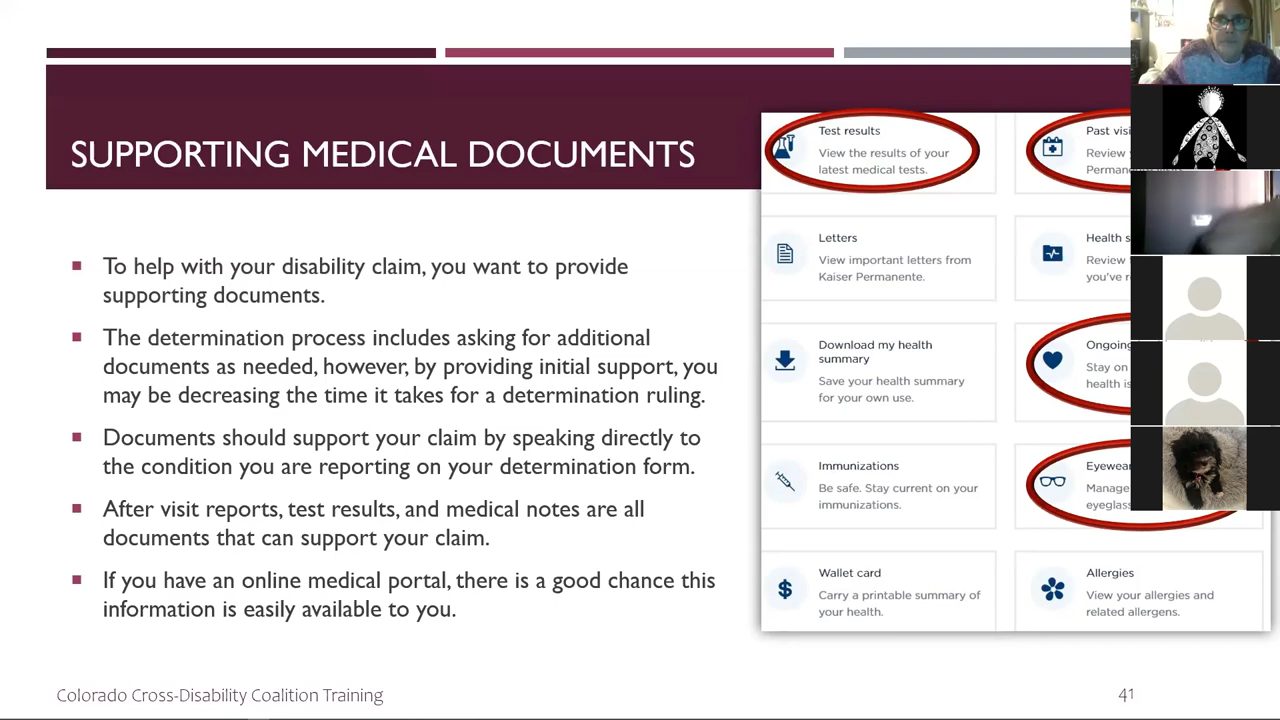 SUPPORTING MEDICAL DOCUMENTS
To help with your disability claim, you want to provide
supporting documents.
The determination process includes asking for additional
documents as needed, however, by providing initial support, you
may be decreasing the time it takes for a determination ruling.
Documents should support your claim by speaking directly to
the condition you are reporting on your determination form.
After visit reports, test results, and medical notes are all
documents that can support your claim.
If you have an online medical portal, there is a good chance this
information is easily available to you.
Test results
View the results of your
latest medical tests.
Past
Review
Letters
View important letters from
Kaiser Permanente.
Health
Review
you've
Download my health
summary
Save your health summary
for your own use.
Ongoing
Stay on
health
Immunizations
Be safe. Stay current on your
immunizations.
Eyewear
Manage
Wallet card
Carry a printable summary of
your health.
Allergies
View your allergies and
related allergens.
Colorado Cross-Disability Coalition Training
41